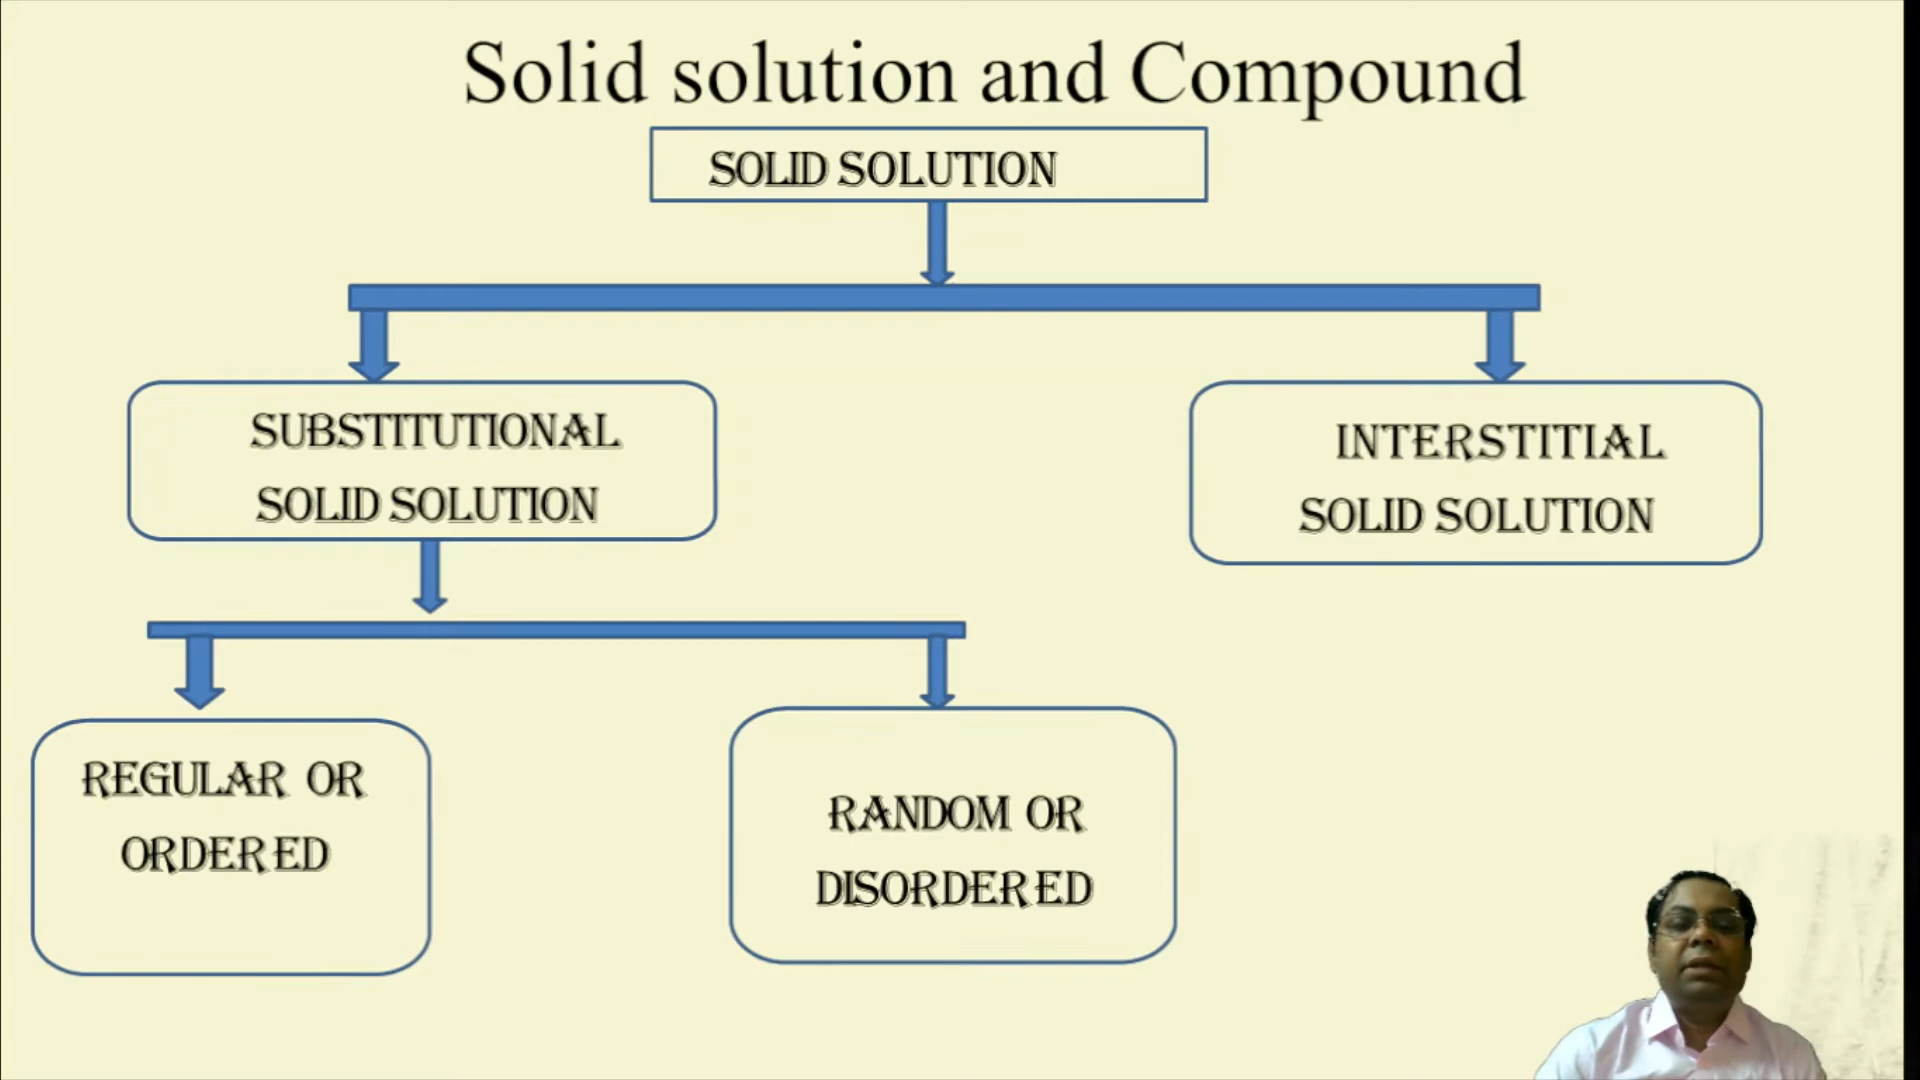 Solid solution and Compound
SOLID SOLUTION
SUBSTITUTIONAL
SOLID SOLUTION
INTERSTITIAL
SOLID SOLUTION
REGULAR OR
ORDERED
RANDOM OR
DISORDERED